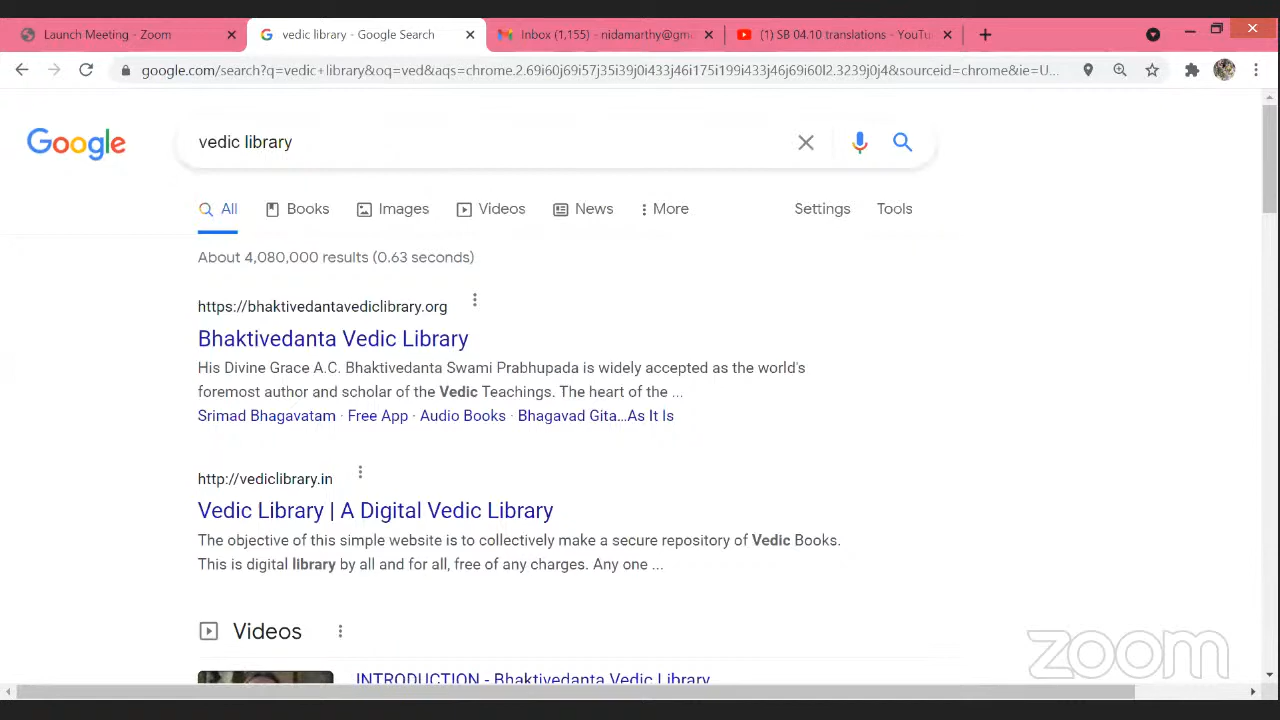 Launch Meeting - Zoom
vedic library - Google Search
Inbox (1,155) - nidamarthy@gm
(1) SB 04.10 translations - YouTu
google.com/search?q=vedic+library&oq=ved&aqs=chrome.2.69i60j69i57j35i39j0i433j46i175i199i433j46j69i60l2.3239j0j4&sourceid=chrome&ie=U...
Google
vedic library
All
Books
Images
Videos
News
More
Settings
Tools
About 4,080,000 results (0.63 seconds)
https://bhaktivedantavediclibrary.org
Bhaktivedanta Vedic Library
His Divine Grace A.C. Bhaktivedanta Swami Prabhupada is widely accepted as the world's
foremost author and scholar of the Vedic Teachings. The heart of the ...
Srimad Bhagavatam · Free App · Audio Books · Bhagavad Gita...As It Is
http://vediclibrary.in
Vedic Library | A Digital Vedic Library
The objective of this simple website is to collectively make a secure repository of Vedic Books.
This is digital library by all and for all, free of any charges. Any one ...
Videos
INTRODUCTION - Bhaktivedanta Vedic Library
zoom